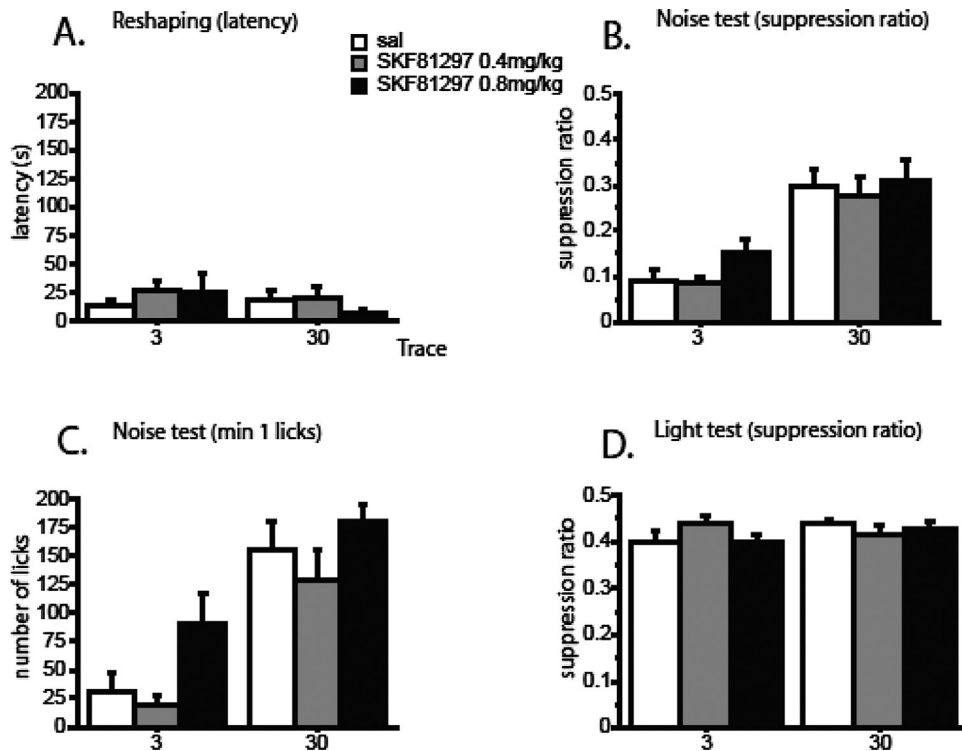 A.
Reshaping (latency)
sal
SKF81297 0.4mg/kg
SKF81297 0.8mg/kg
latency (s)
200
175
150
125
100
75
50
25
0
3
30
Trace
B.
Noise test (suppression ratio)
suppression ratio
0.5
0.4
0.3
0.1
0
3
30
C.
Noise test (min 1 licks)
number of licks
200
175
150
125
100
75
50
25
0
3
30
D.
Light test (suppression ratio)
suppression ratio
0.5
0.4
0.3
0.2
0.1
0
3
30